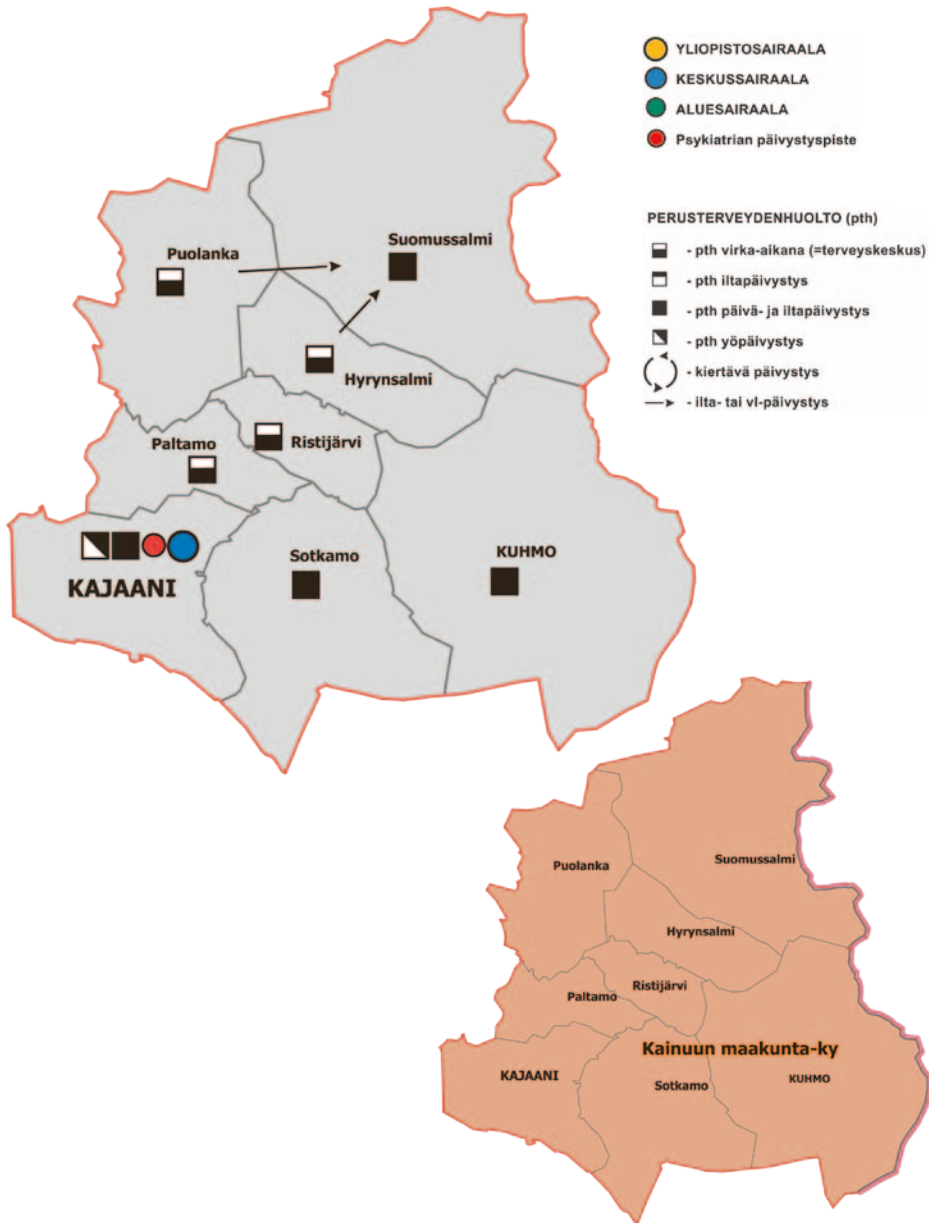 YLIOPISTOSAIRAALA
KESKUSSAIRAALA
ALUESAIRAALA
Psykiatrian päivystyspiste
PERUSTERVEYDENHUOLTO (pth)
- pth virka-aikana (=terveyskeskus)
- pth iltapäivystys
- pth päivä- ja iltapäivystys
- pth yöpäivystys
- kiertävä päivystys
- ilta- tai vl-päivystys
Puolanka
Suomussalmi
Hyrynsalmi
Paltamo
Ristijärvi
KAJAANI
Sotkamo
KUHMO
Puolanka
Suomussalmi
Hyrynsalmi
Ristijärvi
Paltamo
Kainuun maakunta-ky
KAJAANI
Sotkamo
KUHMO